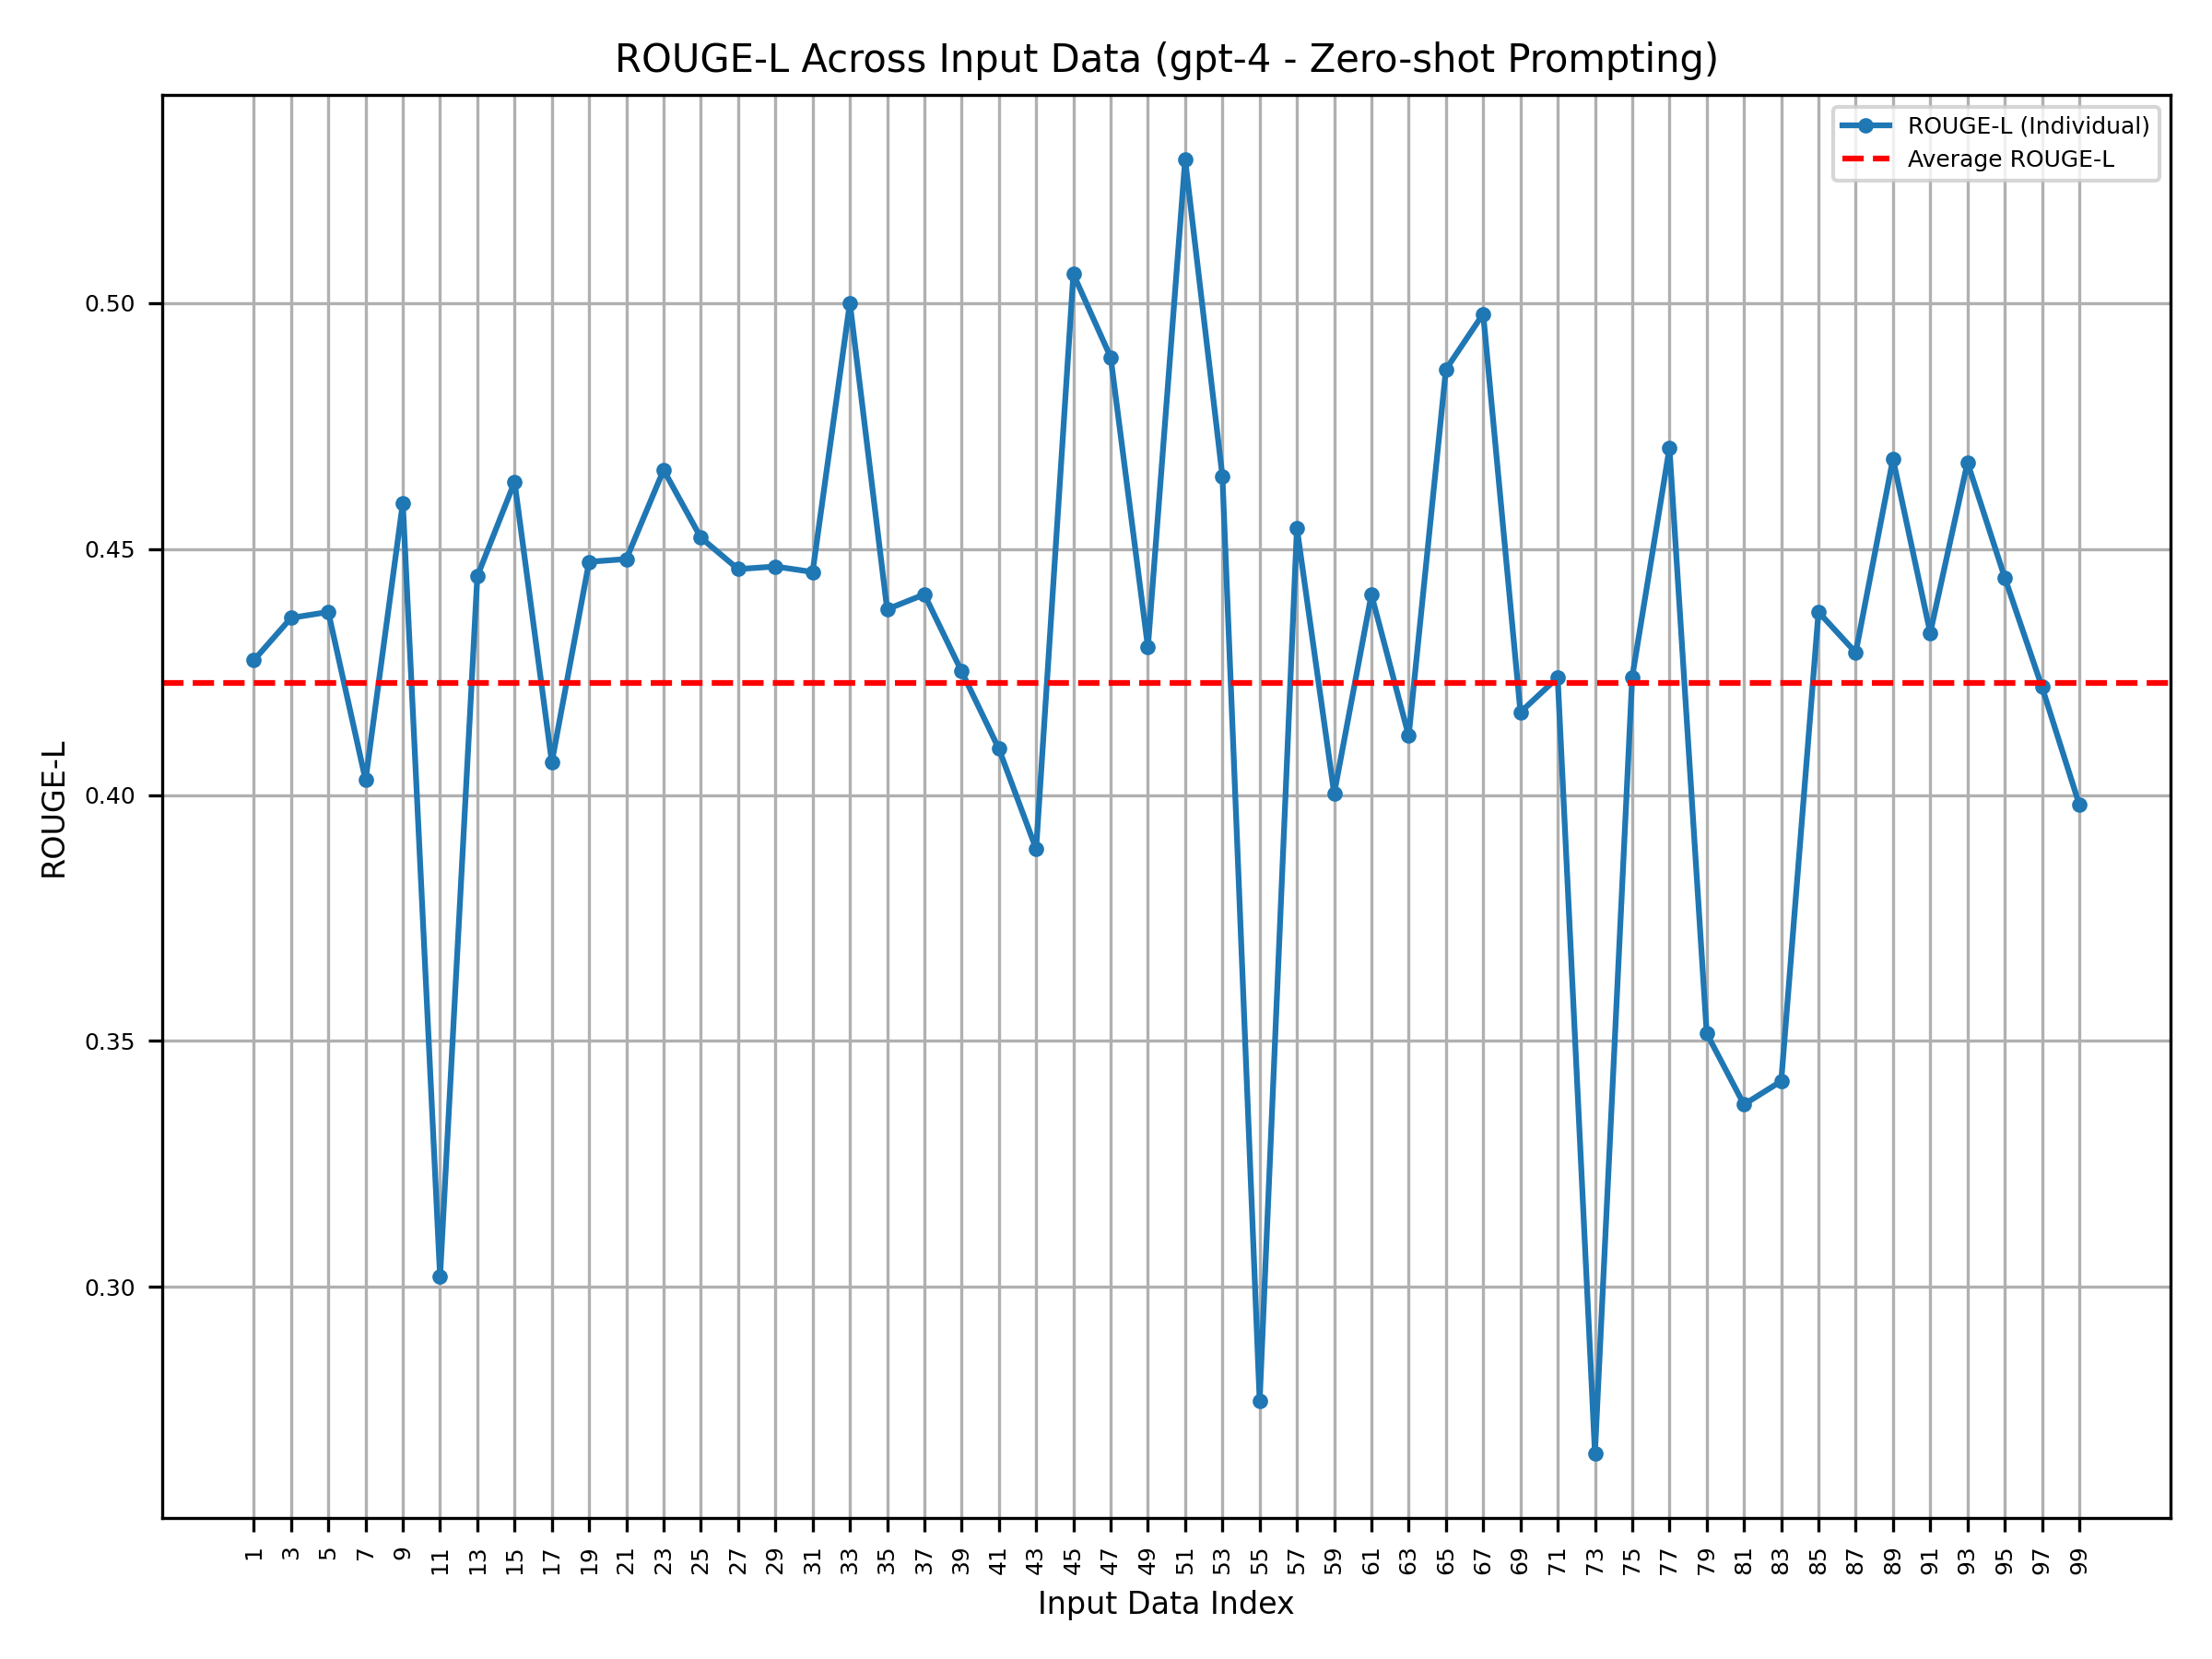 ROUGE-L Across Input Data (gpt-4 - Zero-shot Prompting)
ROUGE-L (Individual)
Average ROUGE-L
0.50
0.45
0.40
0.35
0.30
ROUGE-L
1 3 5 7 9 11 13 15 17 19 21 23 25 27 29 31 33 35 37 39 41 43 45 47 49 51 53 55 57 59 61 63 65 67 69 71 73 75 77 79 81 83 85 87 89 91 93 95 97 99
Input Data Index